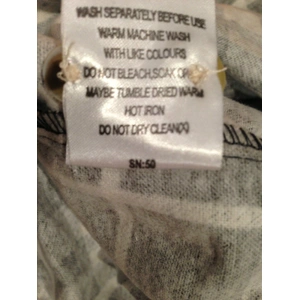 WASH SEPARATELY BEFORE USE
WARM MACHINE WASH
WITH LIKE COLOURS
DO NOT BLEACH, SOAK OR
MAYBE TUMBLE DRIED WARM
HOT IRON
DO NOT DRY CLEAN()
SN:50